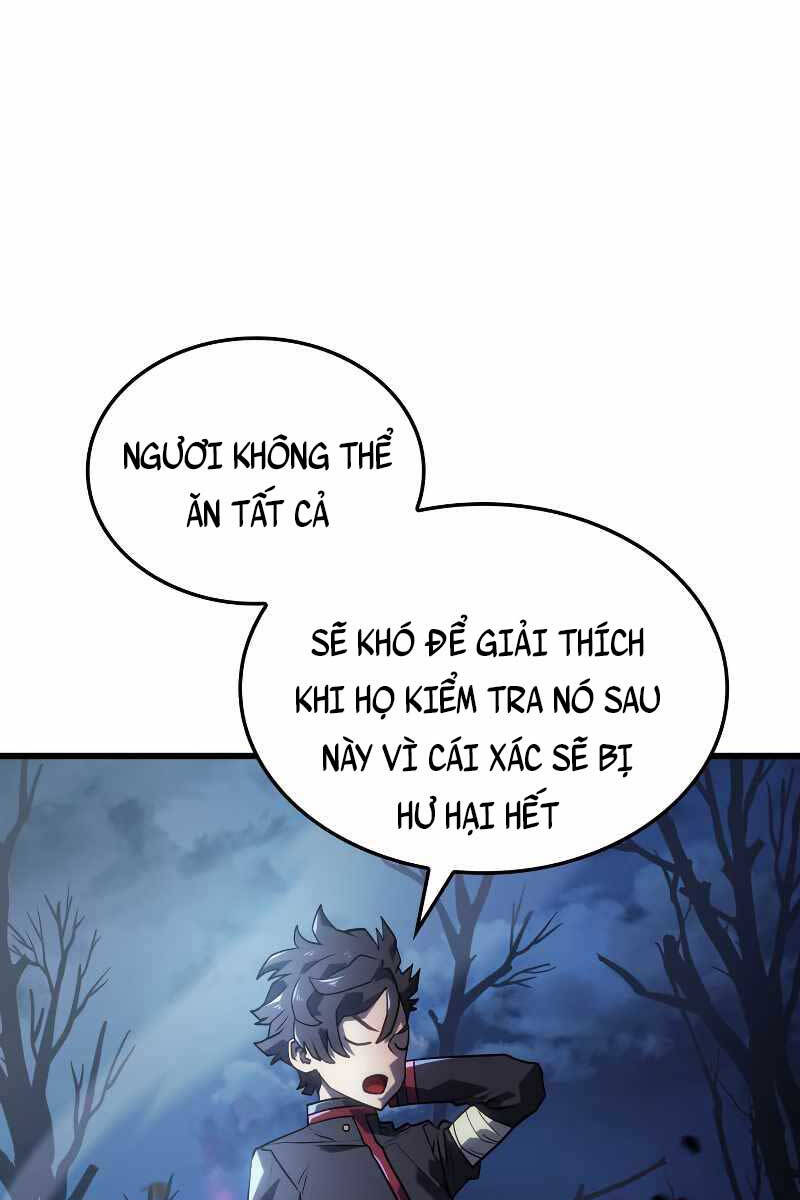 NGƯƠI KHÔNG THỂ
ĂN TẤT CẢ
SẼ KHÓ ĐỂ GIẢI THÍCH
KHI HỌ KIỂM TRA NÓ SAU
NÀY VÌ CÁI XÁC SẼ BỊ
HƯ HẠI HẾT